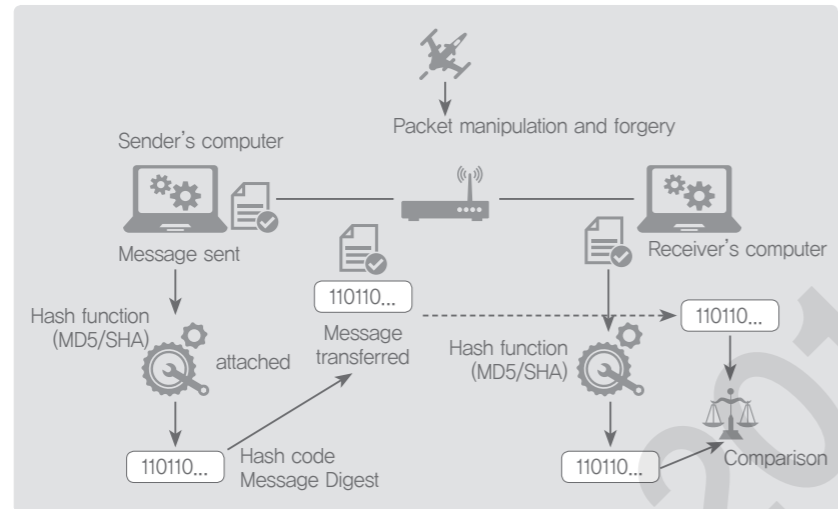 Packet manipulation and forgery
Sender's computer
Message sent
Receiver's computer
110110...
110110...
Hash function
(MD5/SHA)
attached
Message
transferred
Hash function
(MD5/SHA)
110110...
Hash code
Message Digest
110110...
Comparison
201